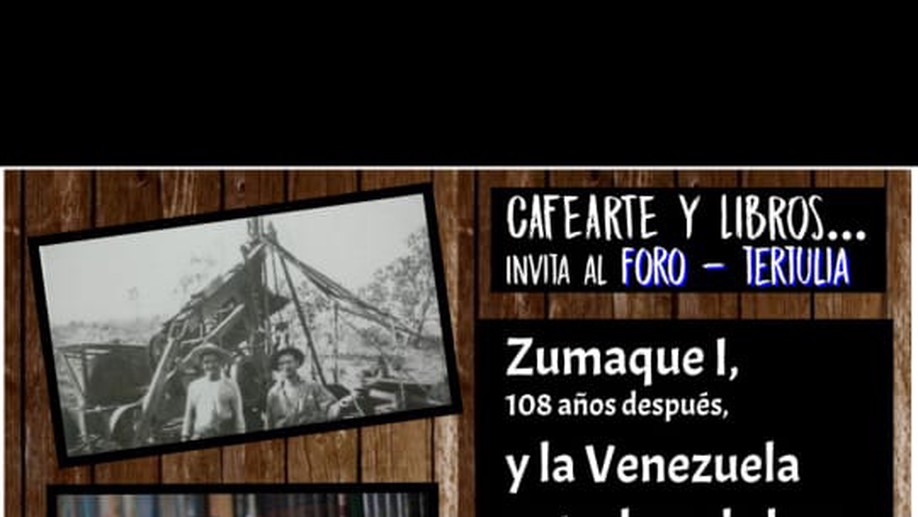 CAFEARTE Y LIBROS...
INVITA AL FORO – TERTULIA
Zumaque I,
108 años después,
y la Venezuela